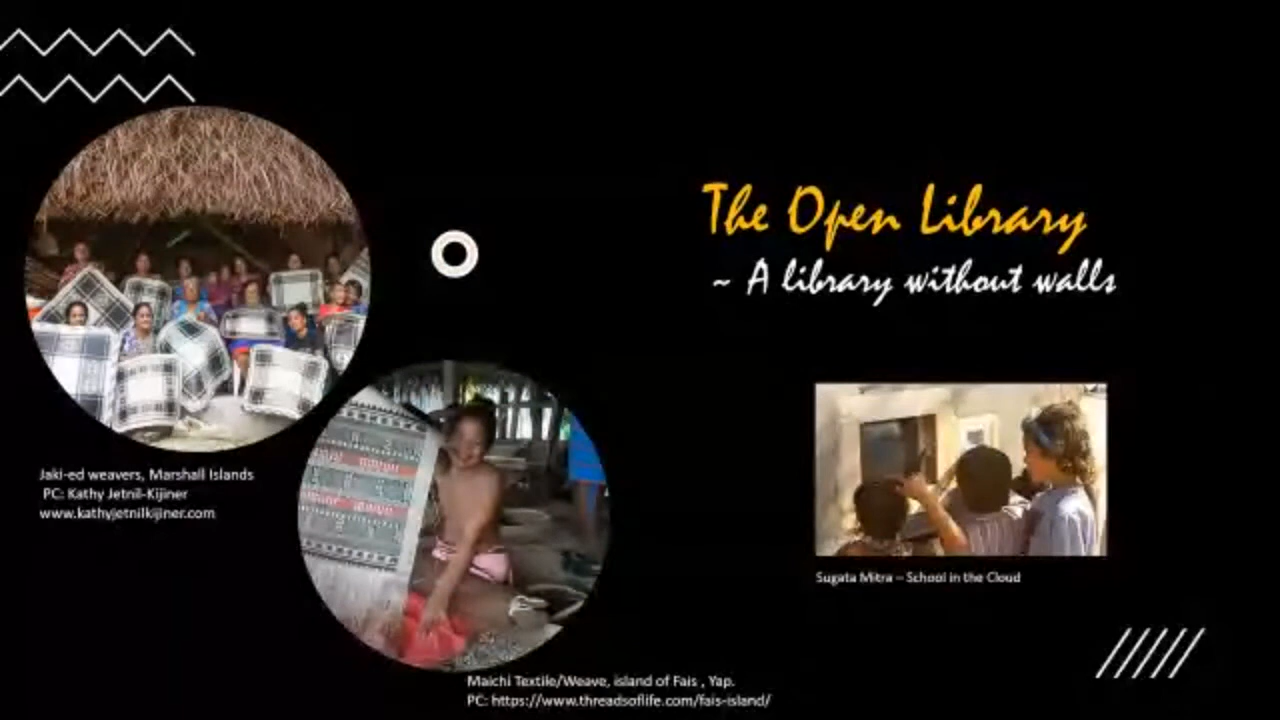 The Open Library
~ A library without walls
Jaki-ed weavers, Marshall Islands
PC: Kathy Jetnil-Kijiner
www.kathyjetnilkijiner.com
Sugata Mitra – School in the Cloud
Maichi Textile/Weave, island of Fais , Yap.
PC: https://www.threadsoflife.com/fais-island/